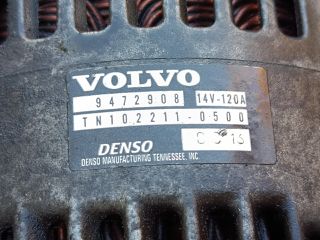 VOLVO
9472908 14V-120A
TN102211-0500
DENSO
DENSO MANUFACTURING TENNESSEE, INC